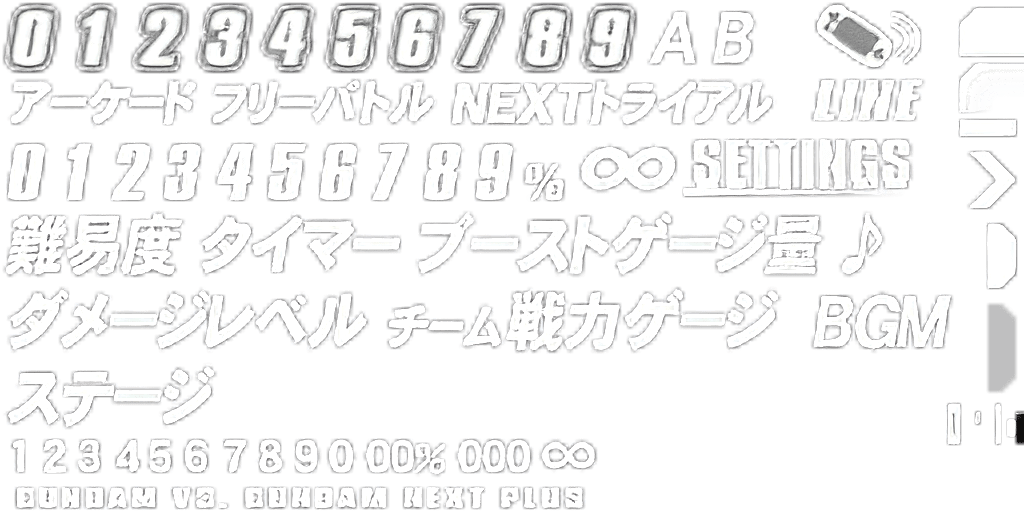 0 1 2 3 4 5 6 7 8 9 A B
アーケード フリーバトル NEXTトライアル LINE
0 1 2 3 4 5 6 7 8 9 % ∞ SETTINGS
難易度 タイマー ブーストゲージ量 ♪
ダメージレベル チーム戦力ゲージ BGM
ステージ
1 2 3 4 5 6 7 8 9 0 00% 000 ∞
GUNDAM VS. GUNDAM NEXT PLUS